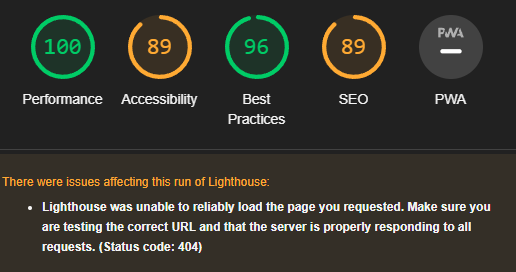 100 89 96 89 PWA
Performance Accessibility Best Practices SEO PWA
There were issues affecting this run of Lighthouse:
• Lighthouse was unable to reliably load the page you requested. Make sure you
are testing the correct URL and that the server is properly responding to all
requests. (Status code: 404)